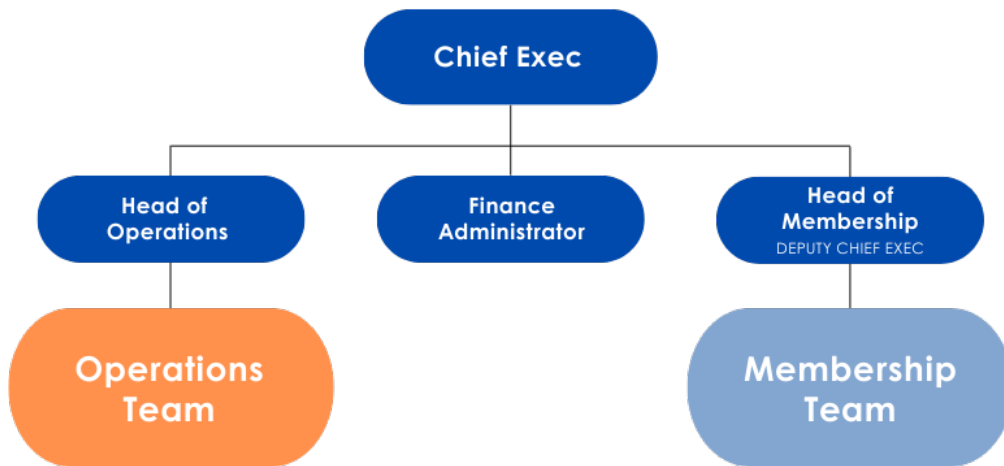 Chief Exec
Head of
Operations
Finance
Administrator
Head of
Membership
DEPUTY CHIEF EXEC
Operations
Team
Membership
Team